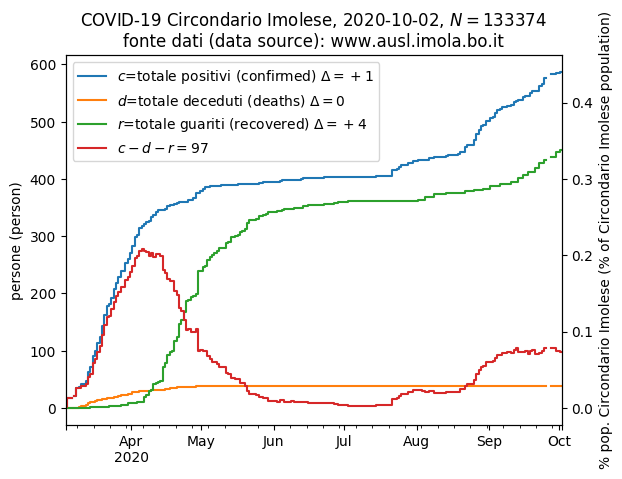 COVID-19 Circondario Imolese, 2020-10-02, N = 133374
fonte dati (data source): www.ausl.imola.bo.it
c=totale positivi (confirmed) Δ = +1
d=totale deceduti (deaths) Δ = 0
r=totale guariti (recovered) Δ = +4
c − d − r = 97
persone (person)
600
500
400
300
200
100
0
0.4
0.3
0.2
0.1
0.0
% pop. Circondario Imolese (% of Circondario Imolese population)
Apr May Jun Jul Aug Sep Oct
2020